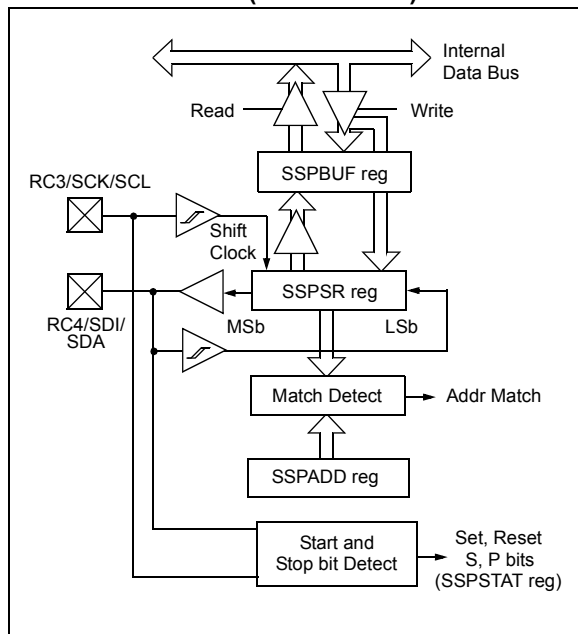 Internal
Data Bus
Read
Write
SSPBUF reg
RC3/SCK/SCL
Shift
Clock
SSPSR reg
MSb
LSb
RC4/SDI/
SDA
Match Detect
Addr Match
SSPADD reg
Start and
Stop bit Detect
Set, Reset
S, P bits
(SSPSTAT reg)